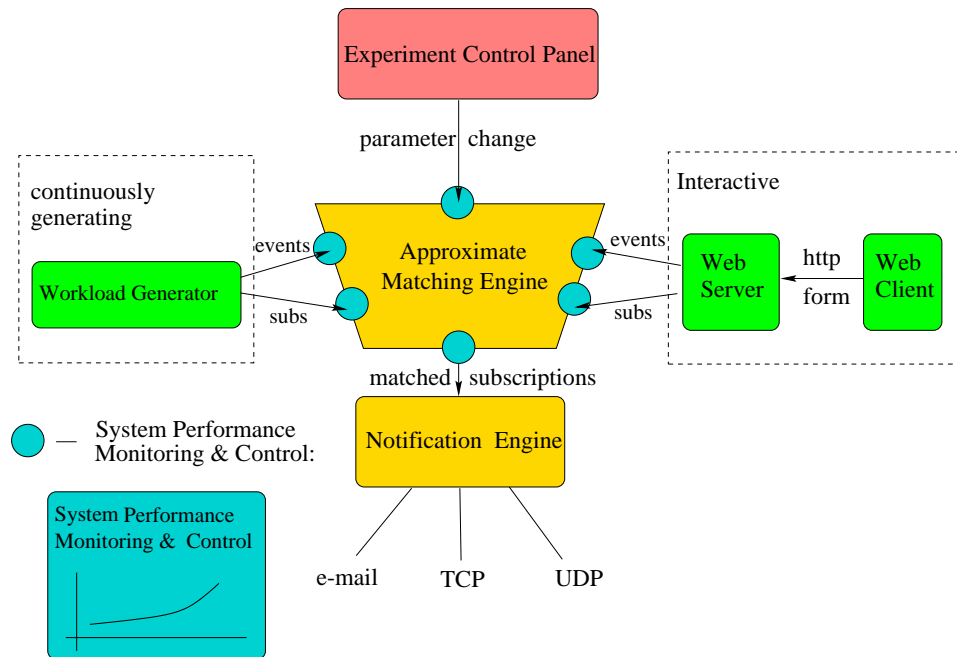 Experiment Control Panel
parameter change
continuously
generating
Interactive
events
Approximate
Matching Engine
events
Web
Server
http
form
Web
Client
Workload Generator
subs
subs
matched subscriptions
Notification Engine
— System Performance
Monitoring & Control:
System Performance
Monitoring & Control
e-mail
TCP
UDP